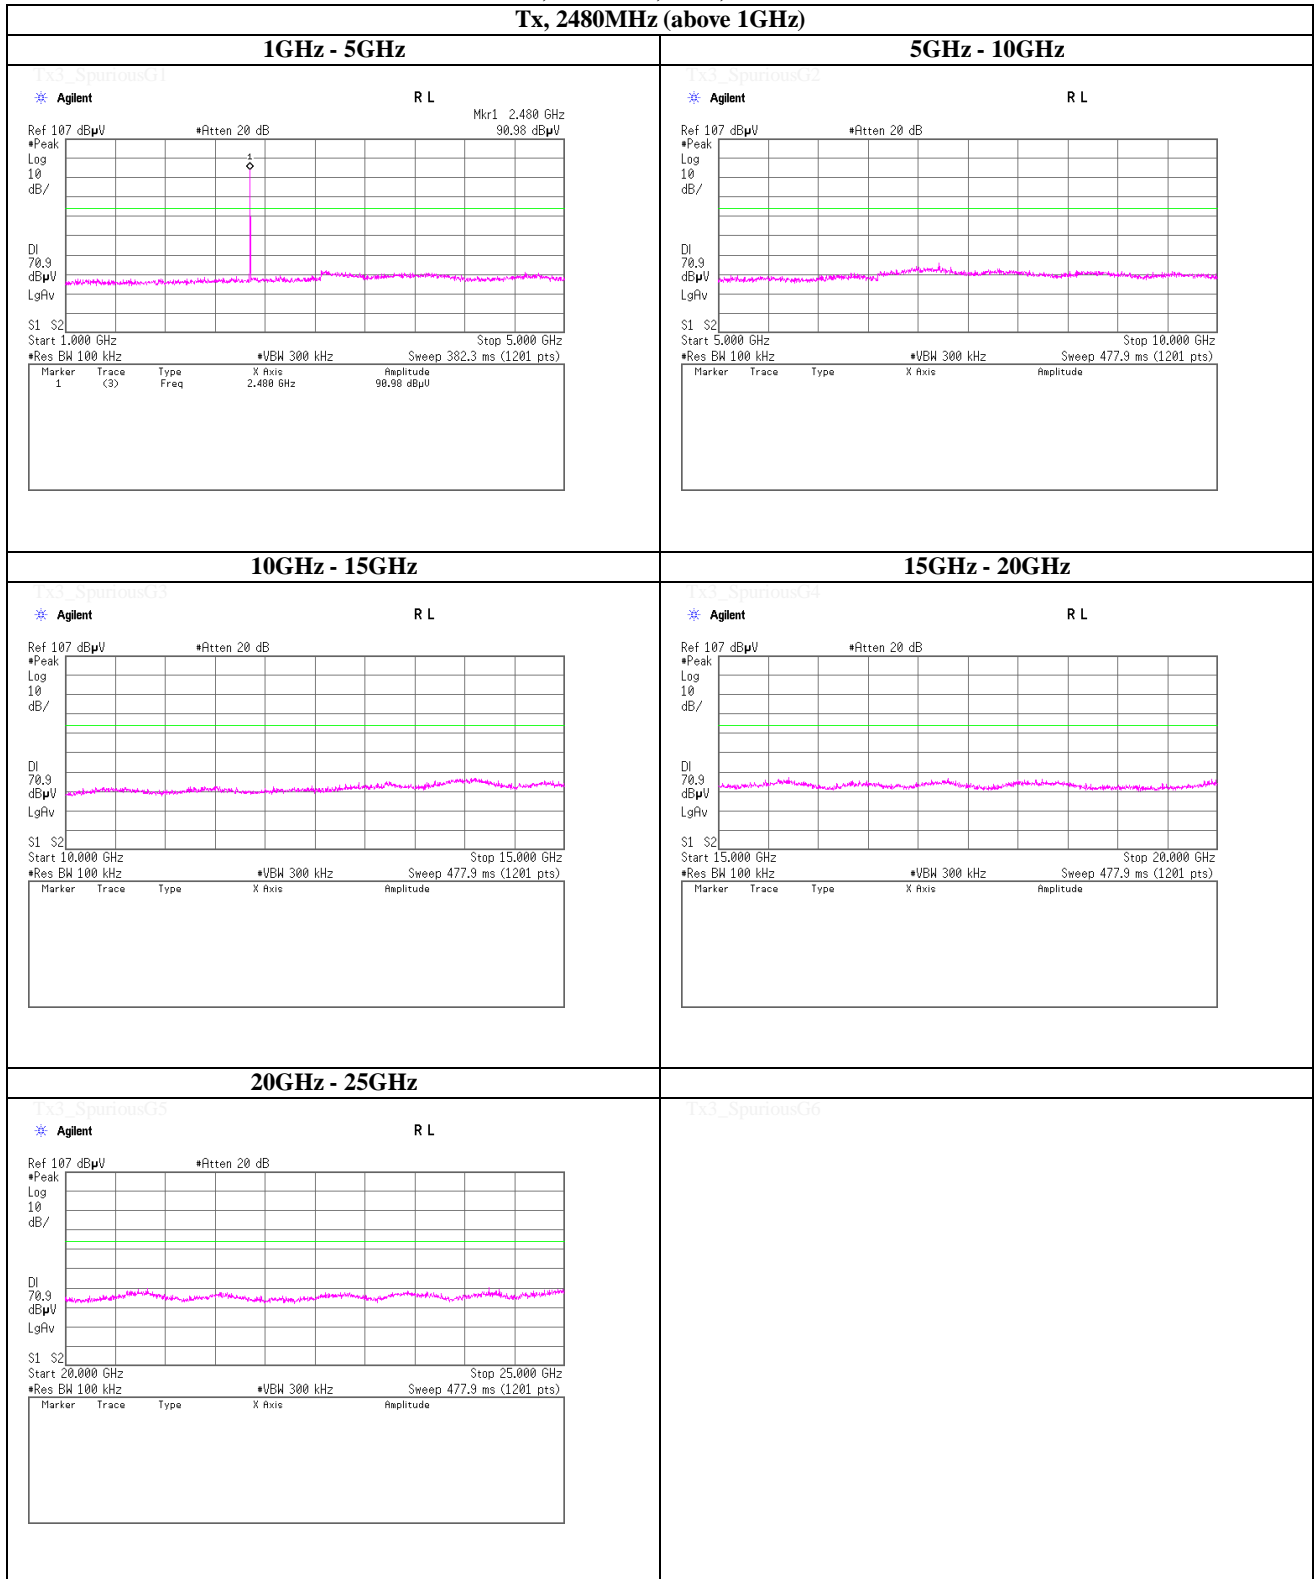 Tx, 2480MHz (above 1GHz)
1GHz - 5GHz
Tx3_SpuriousG1
Agilent R L
Mkr1 2.480 GHz
Ref 107 dBµV #Atten 20 dB 90.98 dBµV
#Peak
Log
10
dB/
1
DI
70.9
dBµV
LgAv
S1 S2
Start 1.000 GHz Stop 5.000 GHz
#Res BW 100 kHz #VBW 300 kHz Sweep 382.3 ms (1201 pts)
Marker Trace Type X Axis Amplitude
1 (3) Freq 2.480 GHz 90.98 dBµV
5GHz - 10GHz
Tx3_SpuriousG2
Agilent R L
Ref 107 dBµV #Atten 20 dB
#Peak
Log
10
dB/
DI
70.9
dBµV
LgAv
S1 S2
Start 5.000 GHz Stop 10.000 GHz
#Res BW 100 kHz #VBW 300 kHz Sweep 477.9 ms (1201 pts)
Marker Trace Type X Axis Amplitude
10GHz - 15GHz
Tx3_SpuriousG3
Agilent R L
Ref 107 dBµV #Atten 20 dB
#Peak
Log
10
dB/
DI
70.9
dBµV
LgAv
S1 S2
Start 10.000 GHz Stop 15.000 GHz
#Res BW 100 kHz #VBW 300 kHz Sweep 477.9 ms (1201 pts)
Marker Trace Type X Axis Amplitude
15GHz - 20GHz
Tx3_SpuriousG4
Agilent R L
Ref 107 dBµV #Atten 20 dB
#Peak
Log
10
dB/
DI
70.9
dBµV
LgAv
S1 S2
Start 15.000 GHz Stop 20.000 GHz
#Res BW 100 kHz #VBW 300 kHz Sweep 477.9 ms (1201 pts)
Marker Trace Type X Axis Amplitude
20GHz - 25GHz
Tx3_SpuriousG5
Agilent R L
Ref 107 dBµV #Atten 20 dB
#Peak
Log
10
dB/
DI
70.9
dBµV
LgAv
S1 S2
Start 20.000 GHz Stop 25.000 GHz
#Res BW 100 kHz #VBW 300 kHz Sweep 477.9 ms (1201 pts)
Marker Trace Type X Axis Amplitude
Tx3_SpuriousG6